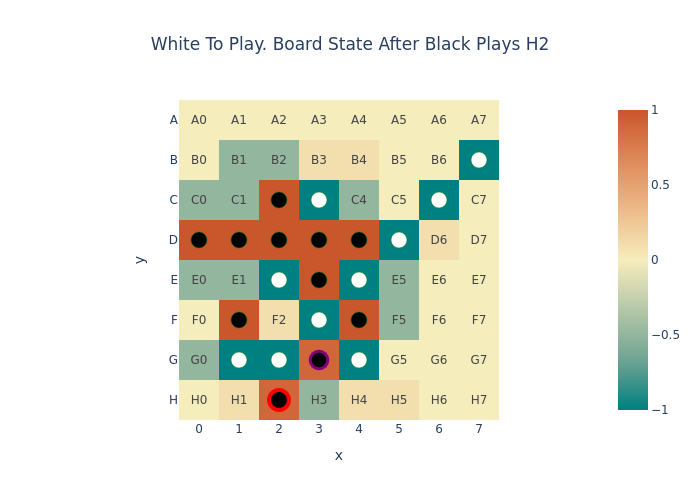 White To Play. Board State After Black Plays H2
A A0 A1 A2 A3 A4 A5 A6 A7
B B0 B1 B2 B3 B4 B5 B6
C C0 C1 C4 C5 C7
D D6 D7
E E0 E1 E5 E6 E7
F F0 F2 F5 F6 F7
G G0 G5 G6 G7
H H0 H1 H3 H4 H5 H6 H7
0 1 2 3 4 5 6 7
x
y
1
0.5
0
−0.5
−1